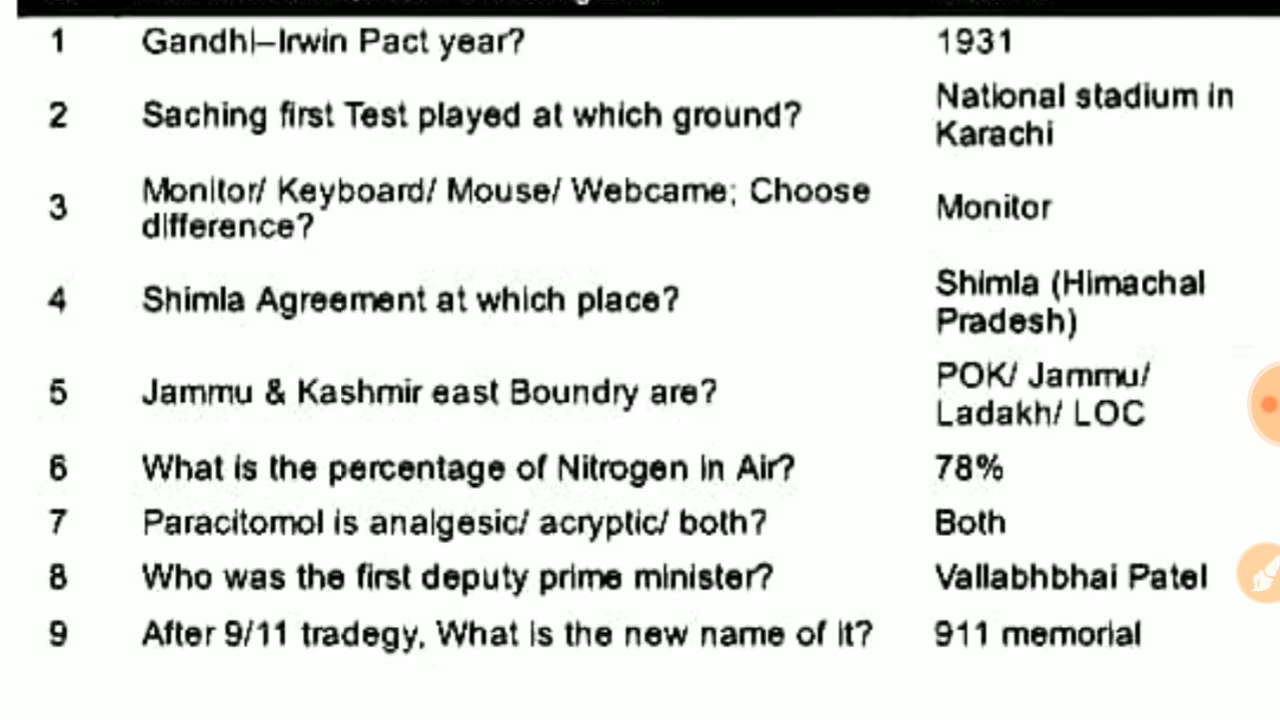 1 Gandhi–Irwin Pact year? 1931
2 Saching first Test played at which ground? National stadium in
Karachi
3 Monitor/ Keyboard/ Mouse/ Webcame; Choose
difference? Monitor
4 Shimla Agreement at which place? Shimla (Himachal
Pradesh)
5 Jammu & Kashmir east Boundry are? POK/ Jammu/
Ladakh/ LOC
6 What is the percentage of Nitrogen in Air? 78%
7 Paracitomol is analgesic/ acryptic/ both? Both
8 Who was the first deputy prime minister? Vallabhbhai Patel
9 After 9/11 tradegy, What is the new name of it? 911 memorial